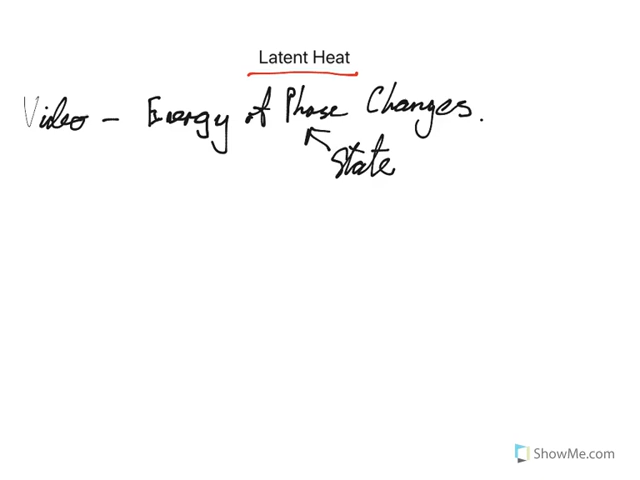 Latent Heat
Video – Energy of Phase Changes.
State
ShowMe.com